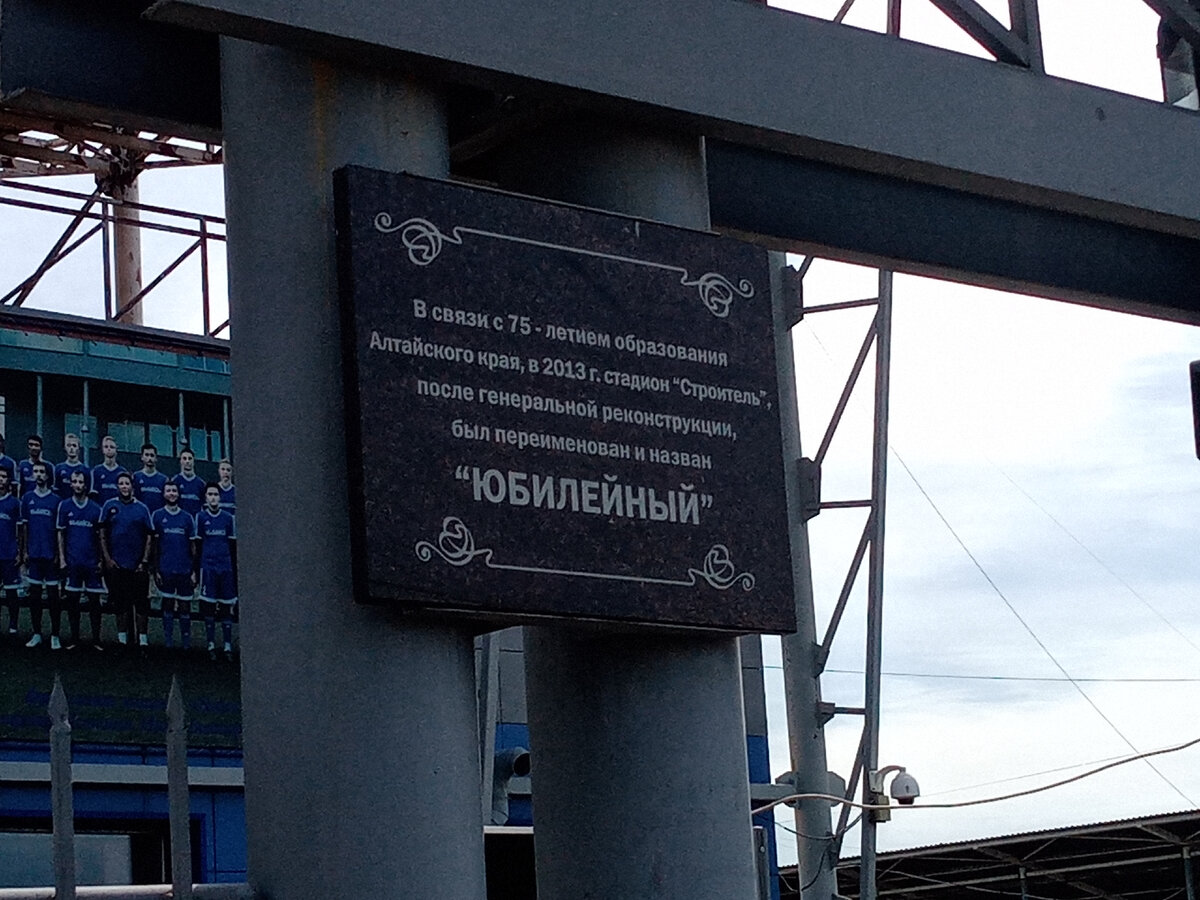 В связи с 75 - летием образования
Алтайского края, в 2013 г. стадион “Строитель”,
после генеральной реконструкции,
был переименован и назван
“ЮБИЛЕЙНЫЙ”